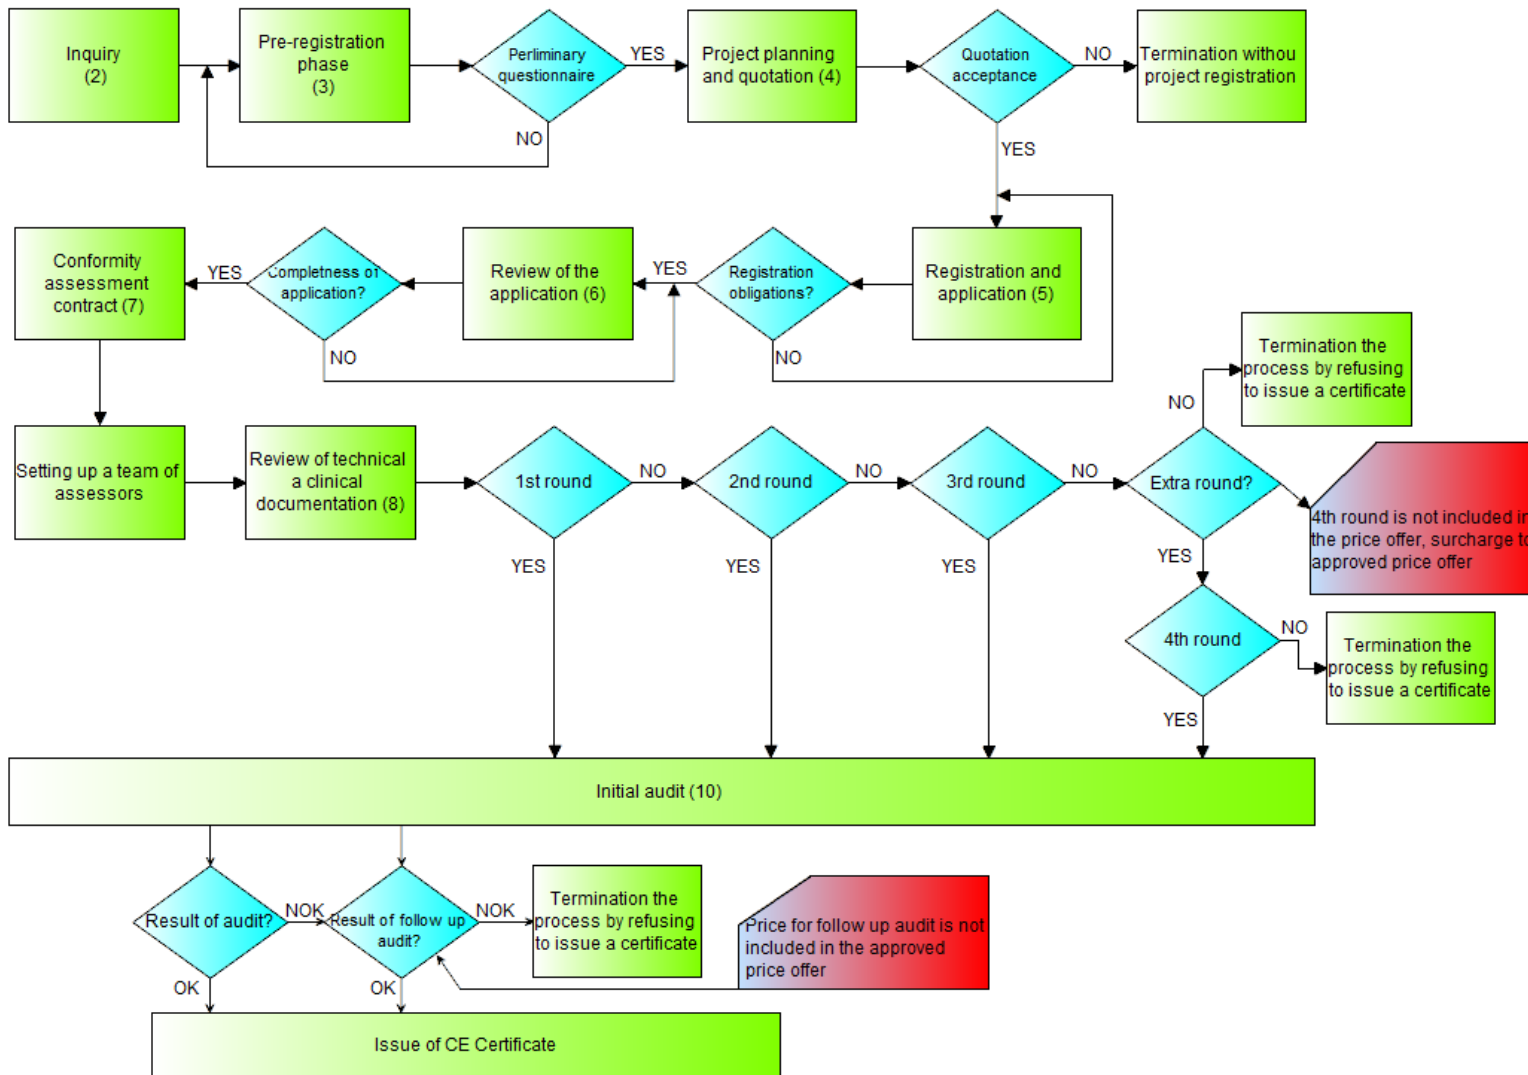 Inquiry
(2)
Pre-registration
phase
(3)
Perliminary
questionnaire
YES
NO
Project planning
and quotation (4)
Quotation
acceptance
NO
YES
Termination withou
project registration
Conformity
assessment
contract (7)
YES
Completness of
application?
NO
Review of the
application (6)
YES
Registration
obligations?
NO
Registration and
application (5)
Termination the
process by refusing
to issue a certificate
NO
Setting up a team of
assessors
Review of technical
a clinical
documentation (8)
1st round
NO
YES
2nd round
NO
YES
3rd round
NO
YES
Extra round?
YES
4th round is not included in
the price offer, surcharge to
approved price offer
4th round
NO
YES
Termination the
process by refusing
to issue a certificate
Initial audit (10)
Result of audit?
NOK
OK
Result of follow up
audit?
NOK
OK
Termination the
process by refusing
to issue a certificate
Price for follow up audit is not
included in the approved
price offer
Issue of CE Certificate